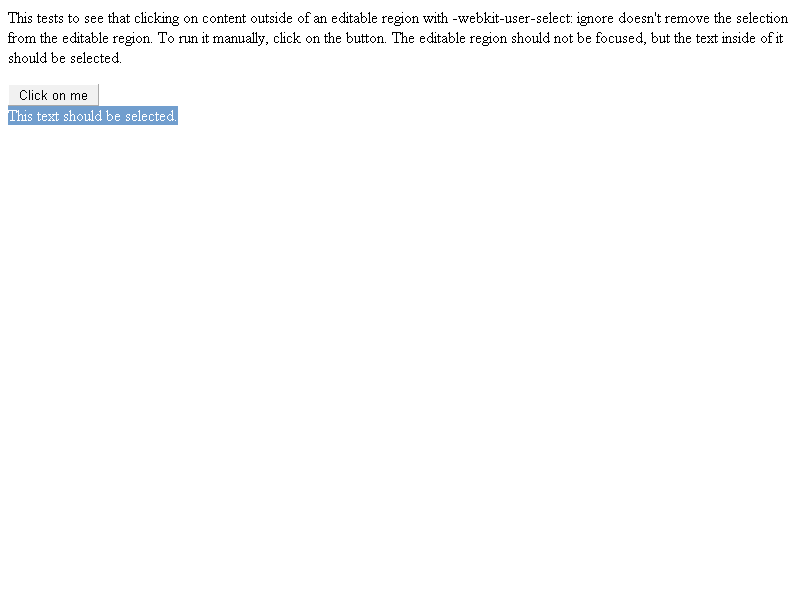 This tests to see that clicking on content outside of an editable region with -webkit-user-select: ignore doesn't remove the selection
from the editable region. To run it manually, click on the button. The editable region should not be focused, but the text inside of it
should be selected.
Click on me
This text should be selected.